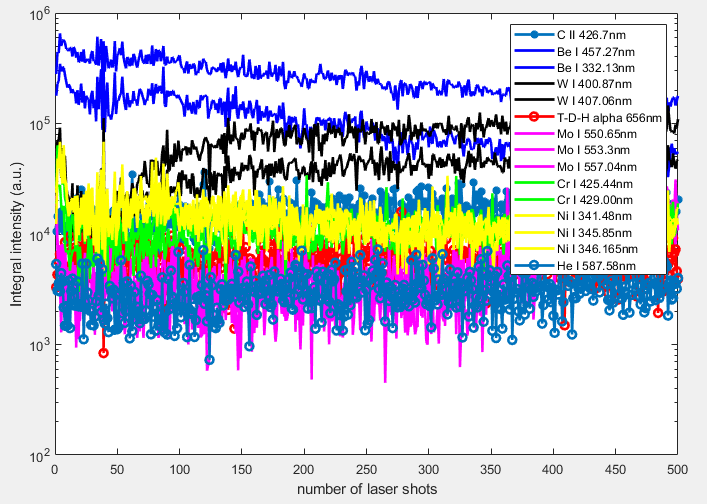 10^6
10^5
10^4
10^3
10^2
Integral intensity (a.u.)
C II 426.7nm
Be I 457.27nm
Be I 332.13nm
W I 400.87nm
W I 407.06nm
T-D-H alpha 656nm
Mo I 550.65nm
Mo I 553.3nm
Mo I 557.04nm
Cr I 425.44nm
Cr I 429.00nm
Ni I 341.48nm
Ni I 345.85nm
Ni I 346.165nm
He I 587.58nm
0 50 100 150 200 250 300 350 400 450 500
number of laser shots